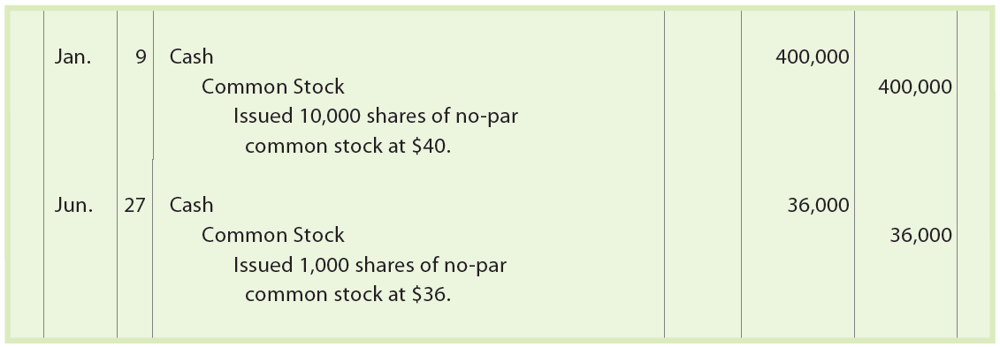 Jan. 9 Cash 400,000
Common Stock 400,000
Issued 10,000 shares of no-par
common stock at $40.
Jun. 27 Cash 36,000
Common Stock 36,000
Issued 1,000 shares of no-par
common stock at $36.